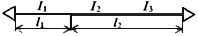 I₁ I₂ I₃
l₁ l₂